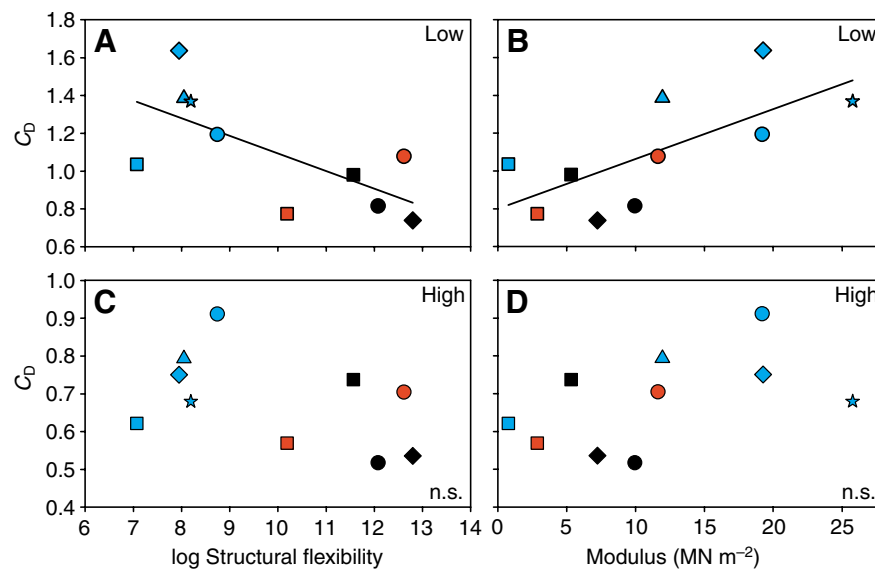 A
Low
B
Low
1.8
1.6
1.4
1.2
1.0
0.8
0.6
C_D
C
High
D
High
1.0
0.9
0.8
0.7
0.6
0.5
0.4
C_D
n.s.
n.s.
6 7 8 9 10 11 12 13 14
0 5 10 15 20 25
log Structural flexibility
Modulus (MN m⁻²)